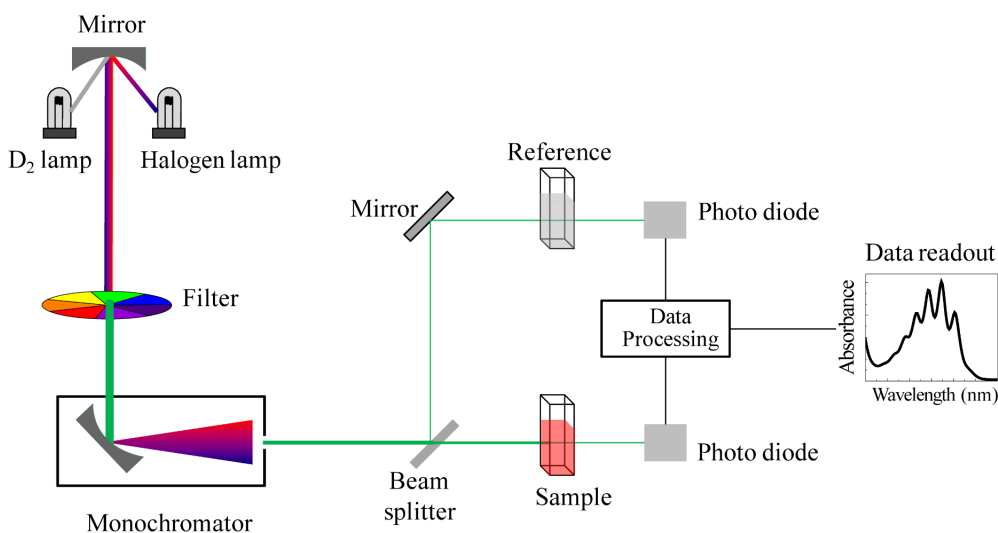 Mirror
D₂ lamp
Halogen lamp
Filter
Monochromator
Mirror
Reference
Photo diode
Data
Processing
Beam
splitter
Sample
Photo diode
Data readout
Absorbance
Wavelength (nm)